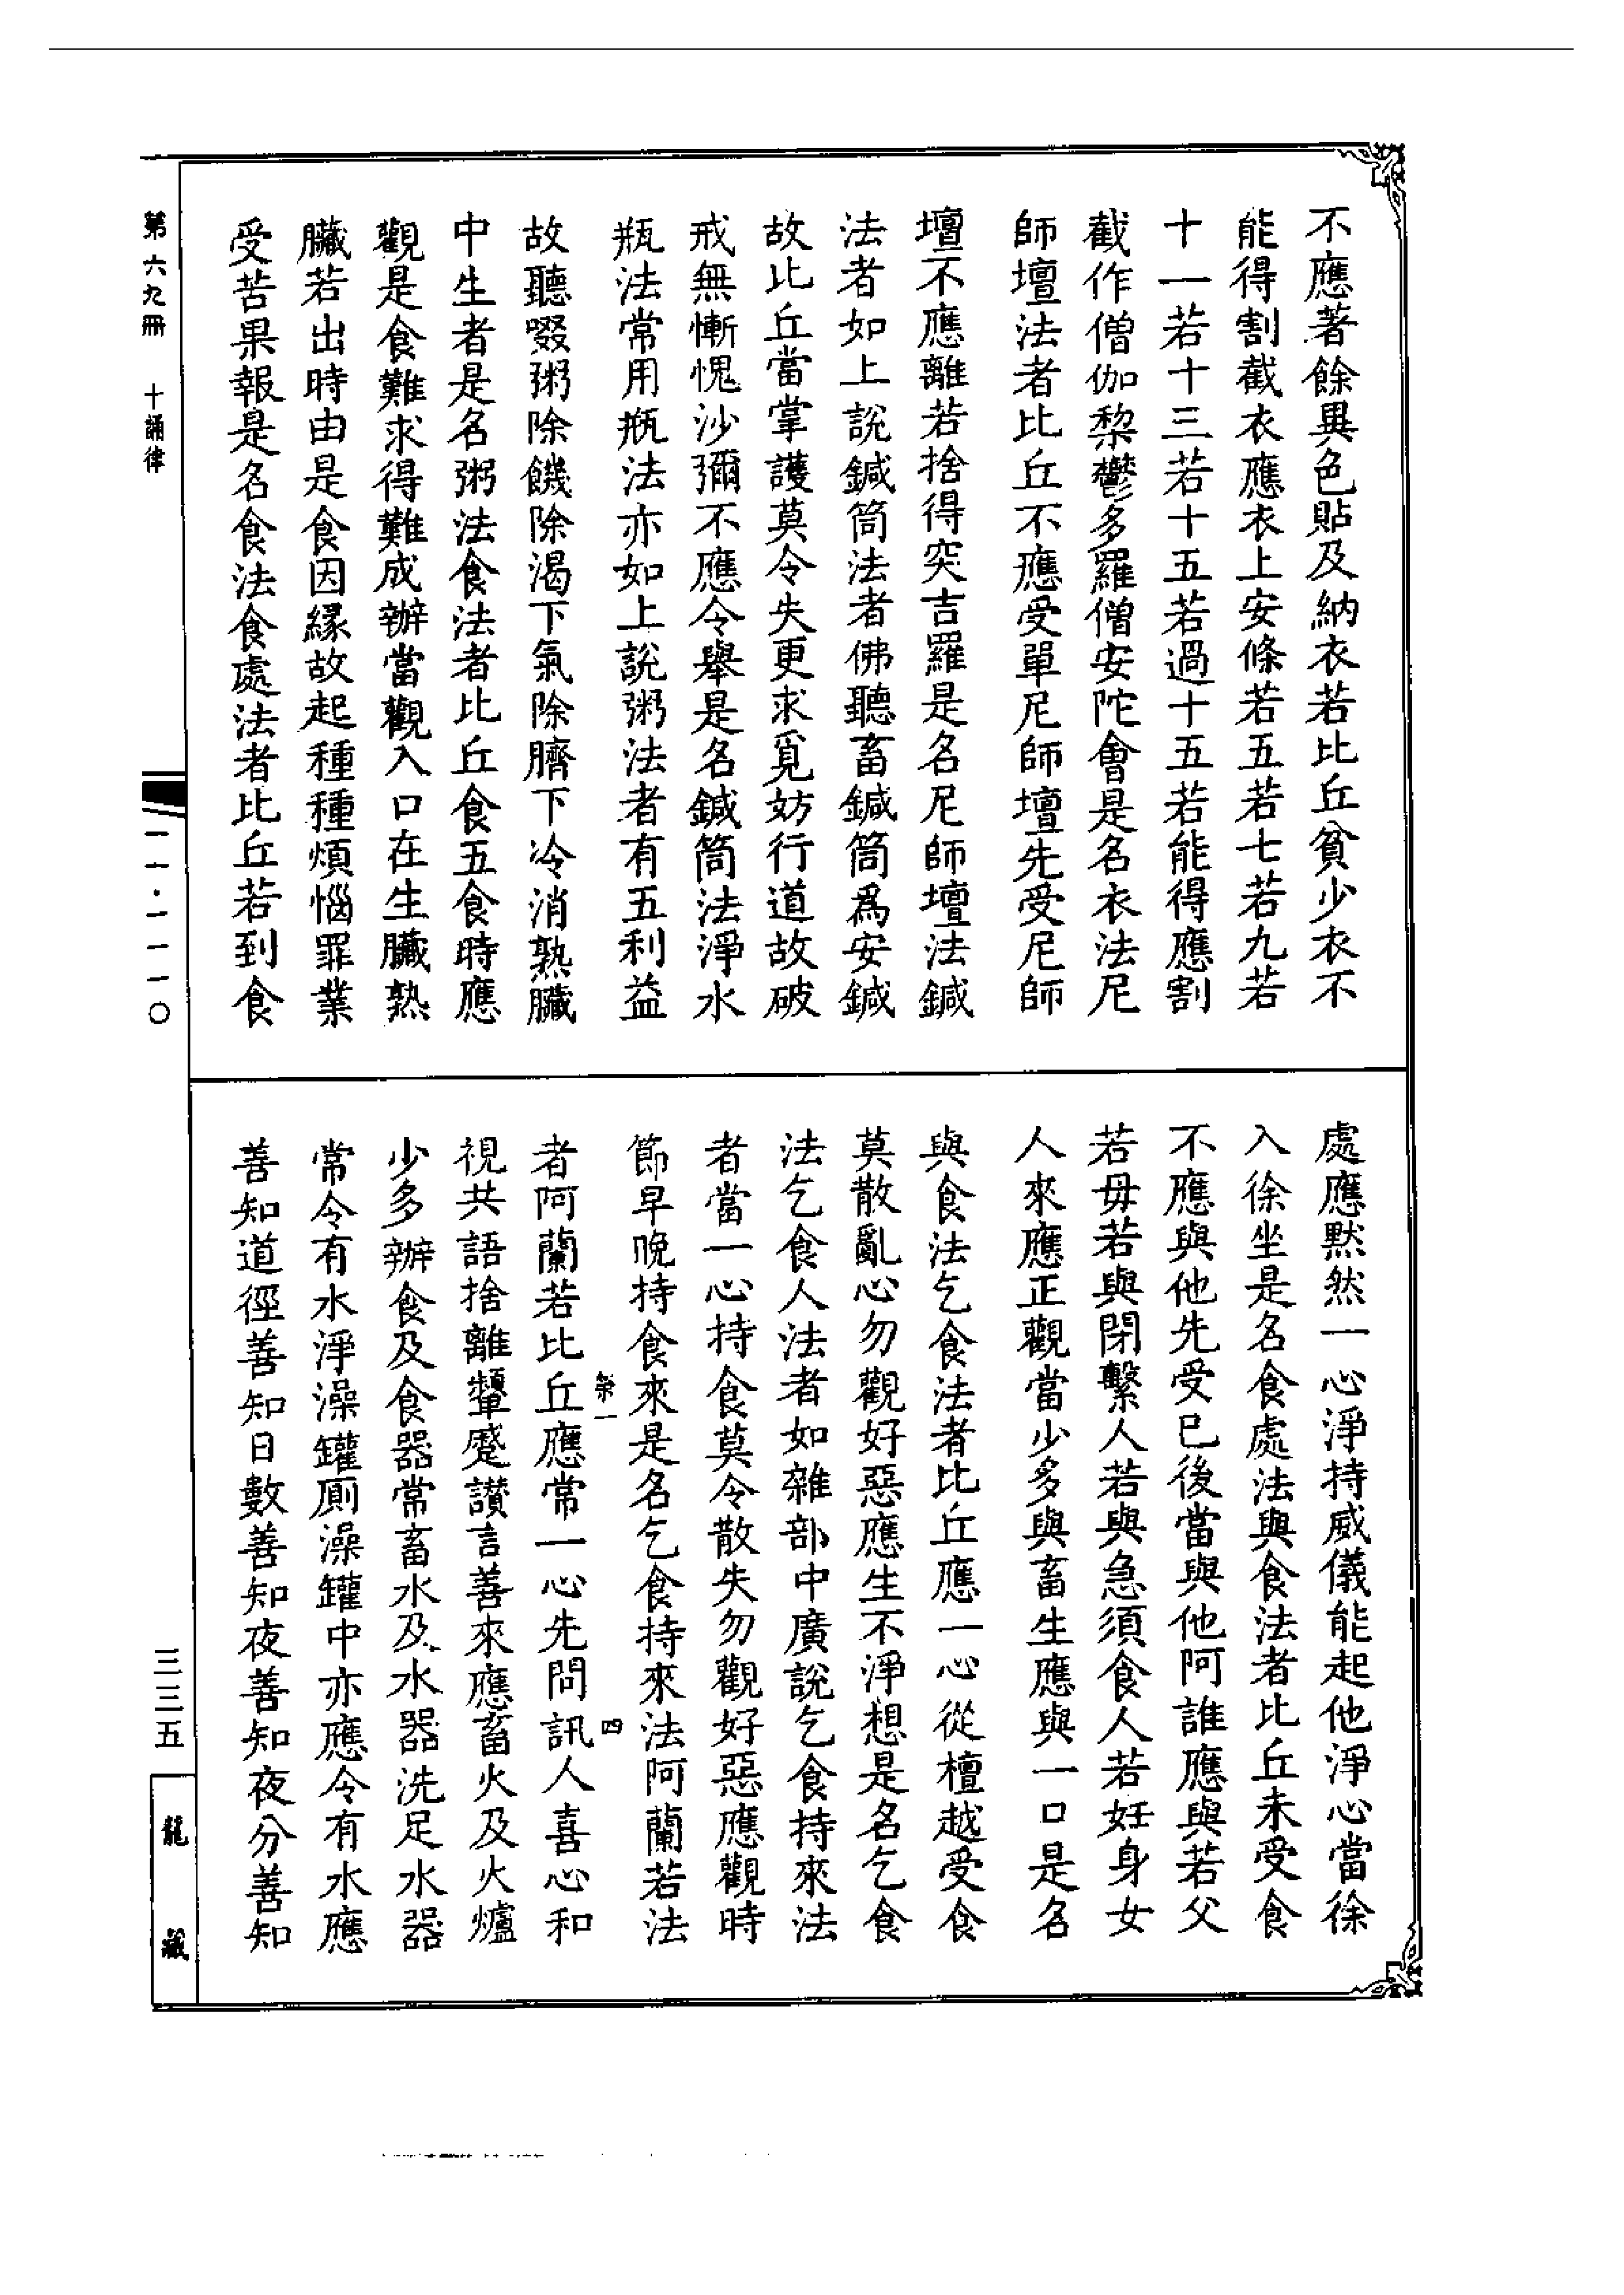 不應著餘異色貼及納衣若比丘貧少衣不
能得割截衣應衣上安條若五若七若九若
十一若十三若十五若過十五若能得應割
截作僧伽棃鬱多羅僧安陀會是名衣法尼
師壇法者比丘不應受單尼師壇先受尼師
壇不應離若捨得突吉羅是名尼師壇法鍼
法者如上說鍼筒法者佛聽畜鍼筒爲安鍼
故比丘當掌護莫令失更求覓妨行道故破
戒無慚愧沙彌不應令舉是名鍼筒法淨水
瓶法常用瓶法亦如上說粥法者有五利益
故聽啜粥除饑除渴下氣除臍下冷消熟臟
中生者是名粥法食法者比丘食五食時應
觀是食難求得難成辦當觀入口在生臟熟
臟若出時由是食因緣故起種種煩惱罪業
受苦果報是名食法食處法者比丘若到食
處應默然一心淨持威儀能起他淨心當徐
入徐坐是名食處法與食法者比丘未受食
不應與他先受已後當與他阿誰應與若父
若母若與閉繫人若與急須食人若妊身女
人來應正觀當少多與畜生應與一口是名
與食法乞食法者比丘應一心從檀越受食
莫散亂心勿觀好惡應生不淨想是名乞食
法乞食人法者如雜部中廣說乞食持來法
者當一心持食莫令散失勿觀好惡應觀時
節早晚持食來是名乞食持來法阿蘭若法
者阿蘭若比丘應常一心先問訊人喜心和
視共語捨離顰蹙讚言善來應畜火及火爐
少多辦食及食器常畜水及水器洗足水器
常令有水淨澡罐廁澡罐中亦應令有水應
善知道徑善知日數善知夜善知夜分善知
第六九冊 十誦律
一一·一一一〇
三三五
龍藏
四